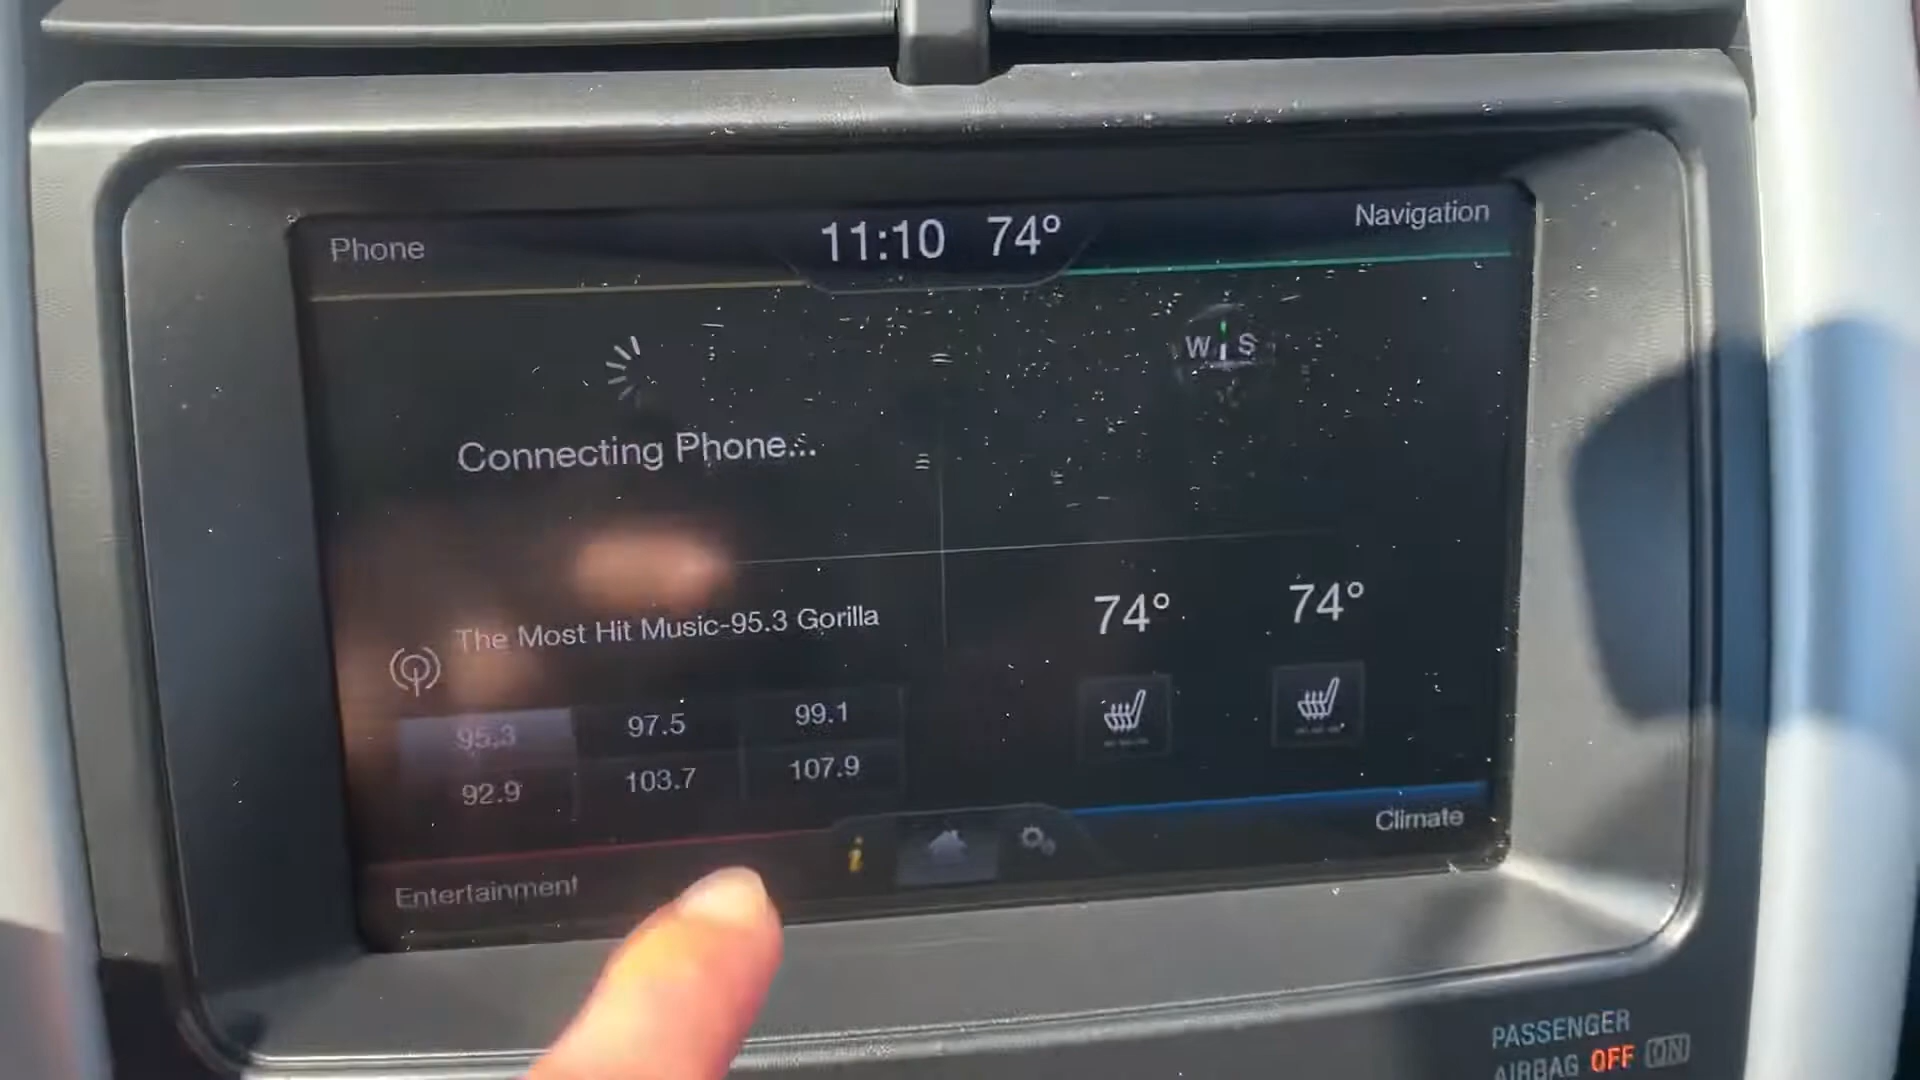 Phone
11:10 74°
Navigation
W S
Connecting Phone...
The Most Hit Music-95.3 Gorilla
95.3 97.5 99.1
92.9 103.7 107.9
74° 74°
Climate
Entertainment
i
PASSENGER
AIRBAG OFF ON